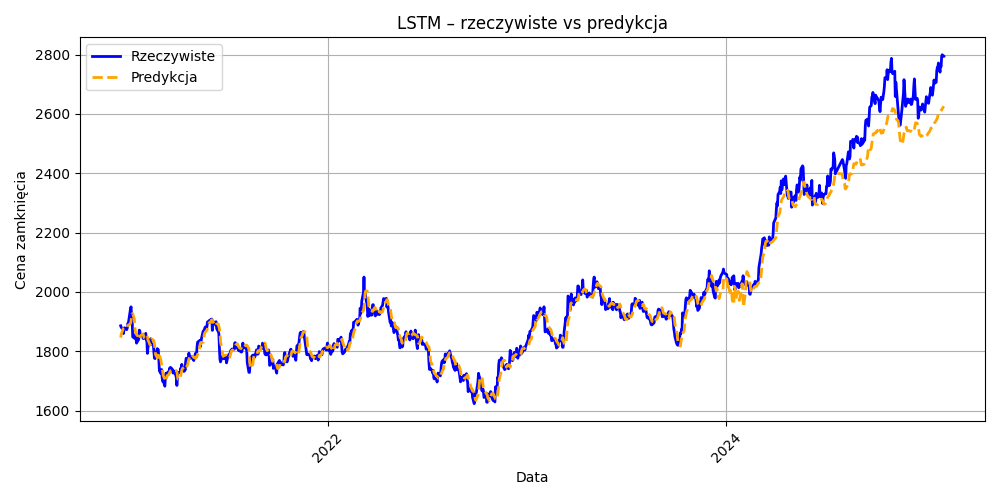 LSTM – rzeczywiste vs predykcja
Rzeczywiste
Predykcja
Cena zamknięcia
2800
2600
2400
2200
2000
1800
1600
2022
2024
Data